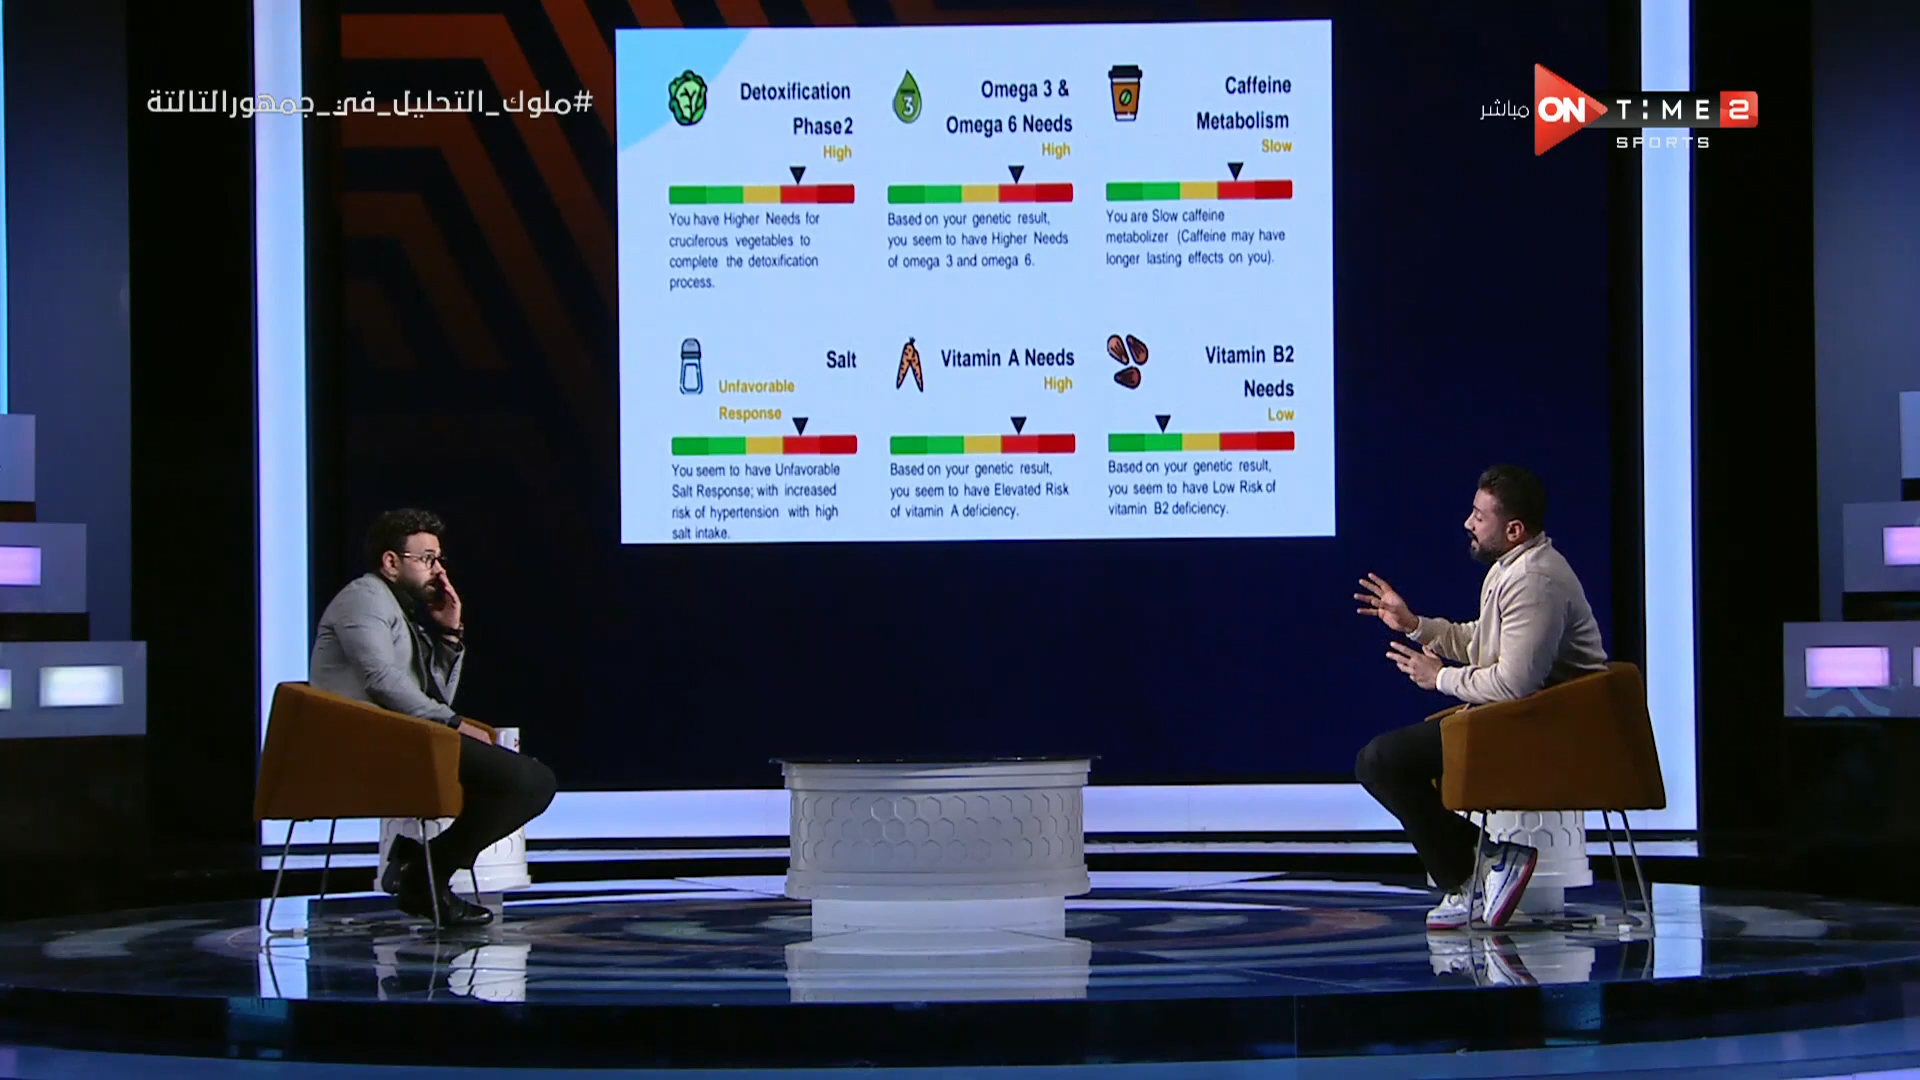 #ملوك_التحليل_في_جمهورالتالتة
مباشر
ON TIME 2
SPORTS
Detoxification
Phase 2
High
You have Higher Needs for
cruciferous vegetables to
complete the detoxification
process.
Omega 3 &
Omega 6 Needs
High
3
Based on your genetic result,
you seem to have Higher Needs
of omega 3 and omega 6.
Caffeine
Metabolism
Slow
You are Slow caffeine
metabolizer (Caffeine may have
longer lasting effects on you).
Salt
Unfavorable
Response
You seem to have Unfavorable
Salt Response; with increased
risk of hypertension with high
salt intake.
Vitamin A Needs
High
Based on your genetic result,
you seem to have Elevated Risk
of vitamin A deficiency.
Vitamin B2
Needs
Low
Based on your genetic result,
you seem to have Low Risk of
vitamin B2 deficiency.